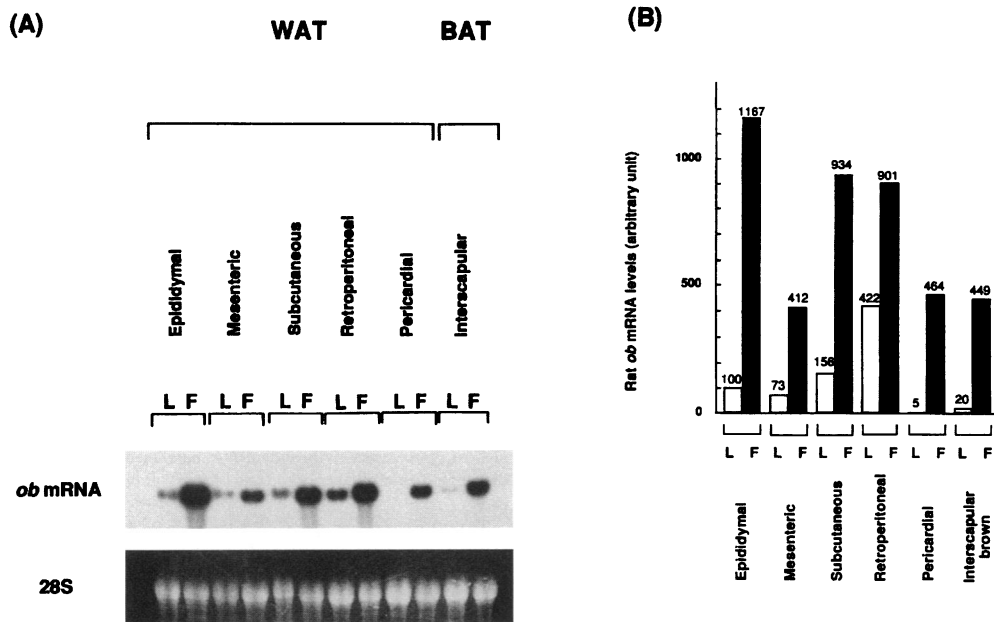 (A)
WAT
BAT
Epididymal
Mesenteric
Subcutaneous
Retroperitoneal
Pericardial
Interscapular
L F L F L F L F L F L F
ob mRNA
28S
(B)
Rat ob mRNA levels (arbitrary unit)
1000
500
0
100
1167
73
412
156
934
422
901
5
464
20
449
L F L F L F L F L F L F
Epididymal
Mesenteric
Subcutaneous
Retroperitoneal
Pericardial
Interscapular
brown